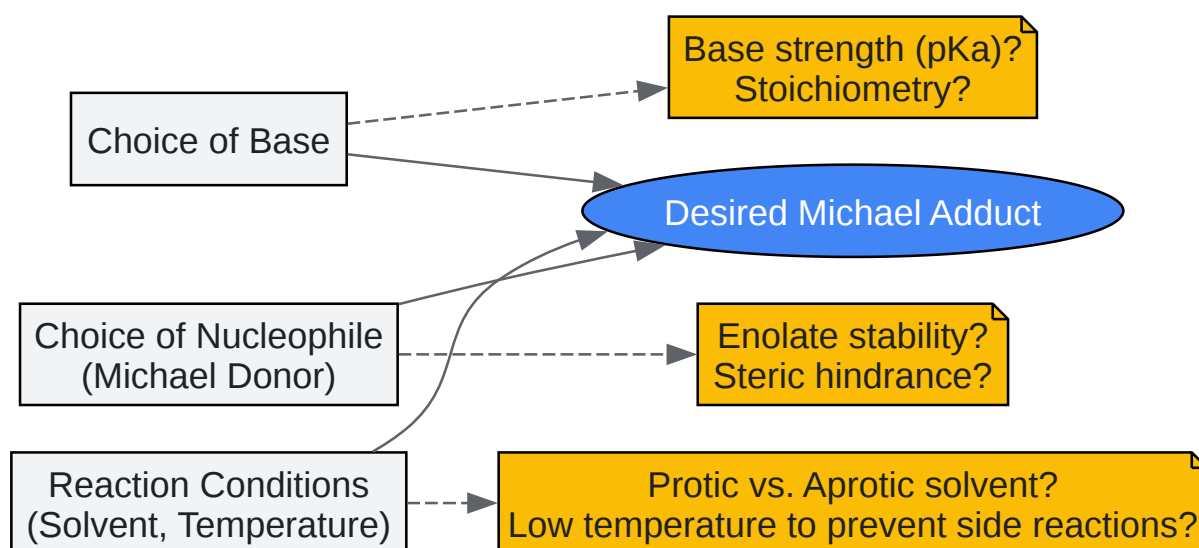 Base strength (pKa)?
Stoichiometry?
Choice of Base
Desired Michael Adduct
Choice of Nucleophile
(Michael Donor)
Enolate stability?
Steric hindrance?
Reaction Conditions
(Solvent, Temperature)
Protic vs. Aprotic solvent?
Low temperature to prevent side reactions?